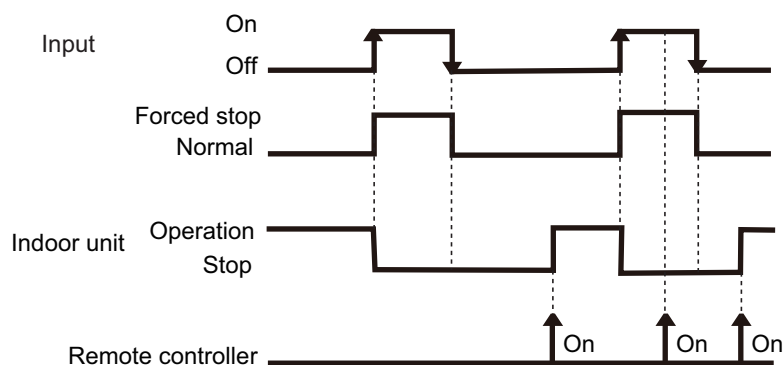 On
Input
Off
Forced stop
Normal
Operation
Indoor unit
Stop
On
On
On
Remote controller